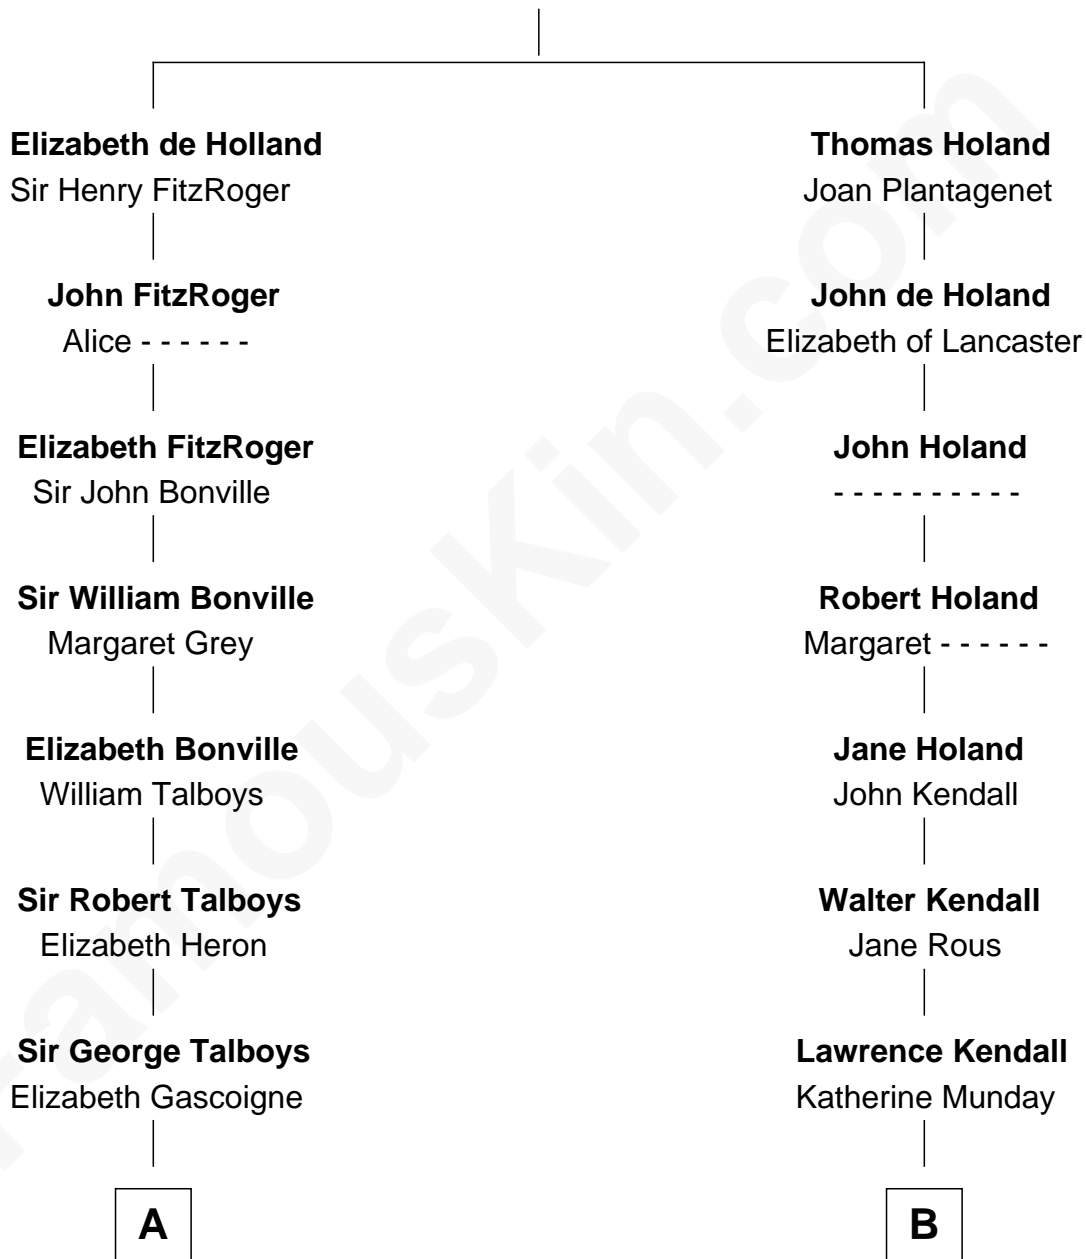 Elizabeth de Holland
Sir Henry FitzRoger
John FitzRoger
Alice - - - - - -
Elizabeth FitzRoger
Sir John Bonville
Sir William Bonville
Margaret Grey
Elizabeth Bonville
William Talboys
Sir Robert Talboys
Elizabeth Heron
Sir George Talboys
Elizabeth Gascoigne
A
Thomas Holand
Joan Plantagenet
John de Holand
Elizabeth of Lancaster
John Holand
- - - - - - - - - -
Robert Holand
Margaret - - - - - -
Jane Holand
John Kendall
Walter Kendall
Jane Rous
Lawrence Kendall
Katherine Munday
B
FamousKin.com